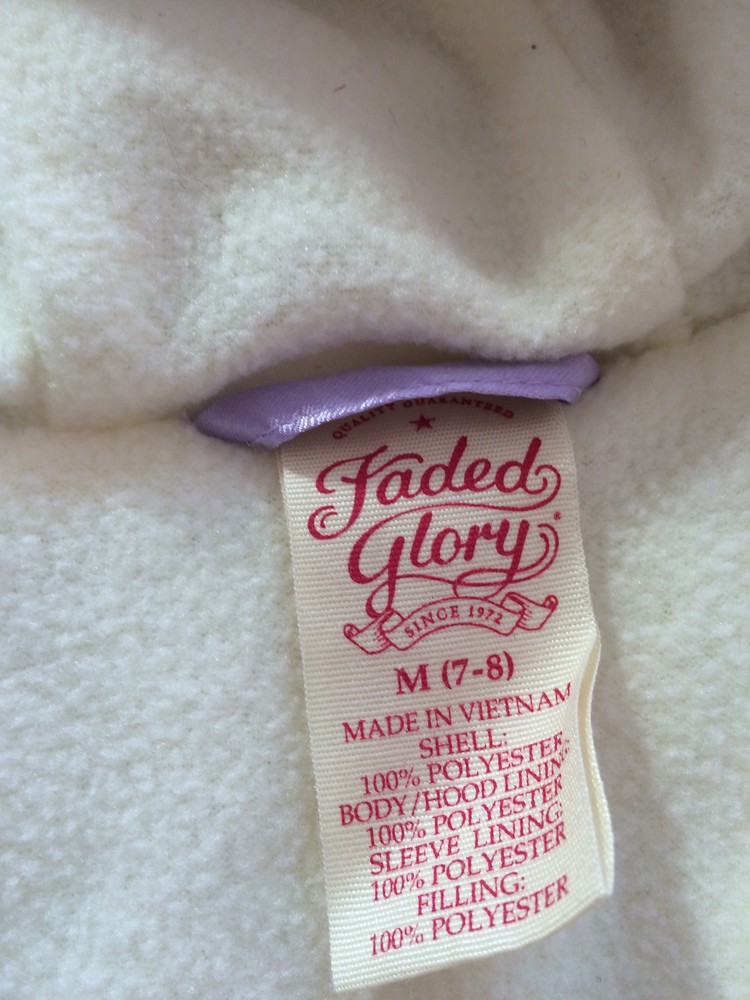 QUALITY GUARANTEED
Faded
Glory®
SINCE 1972
M (7-8)
MADE IN VIETNAM
SHELL:
100% POLYESTER
BODY/HOOD LINING:
100% POLYESTER
SLEEVE LINING:
100% POLYESTER
FILLING:
100% POLYESTER